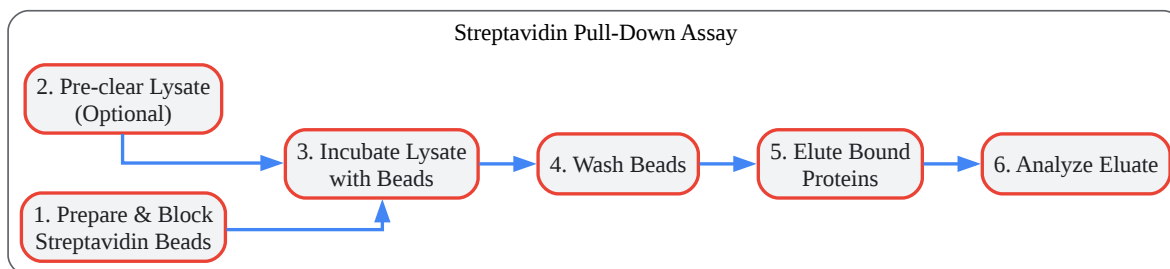 Streptavidin Pull-Down Assay
2. Pre-clear Lysate
(Optional)
3. Incubate Lysate
with Beads
4. Wash Beads
5. Elute Bound
Proteins
6. Analyze Eluate
1. Prepare & Block
Streptavidin Beads